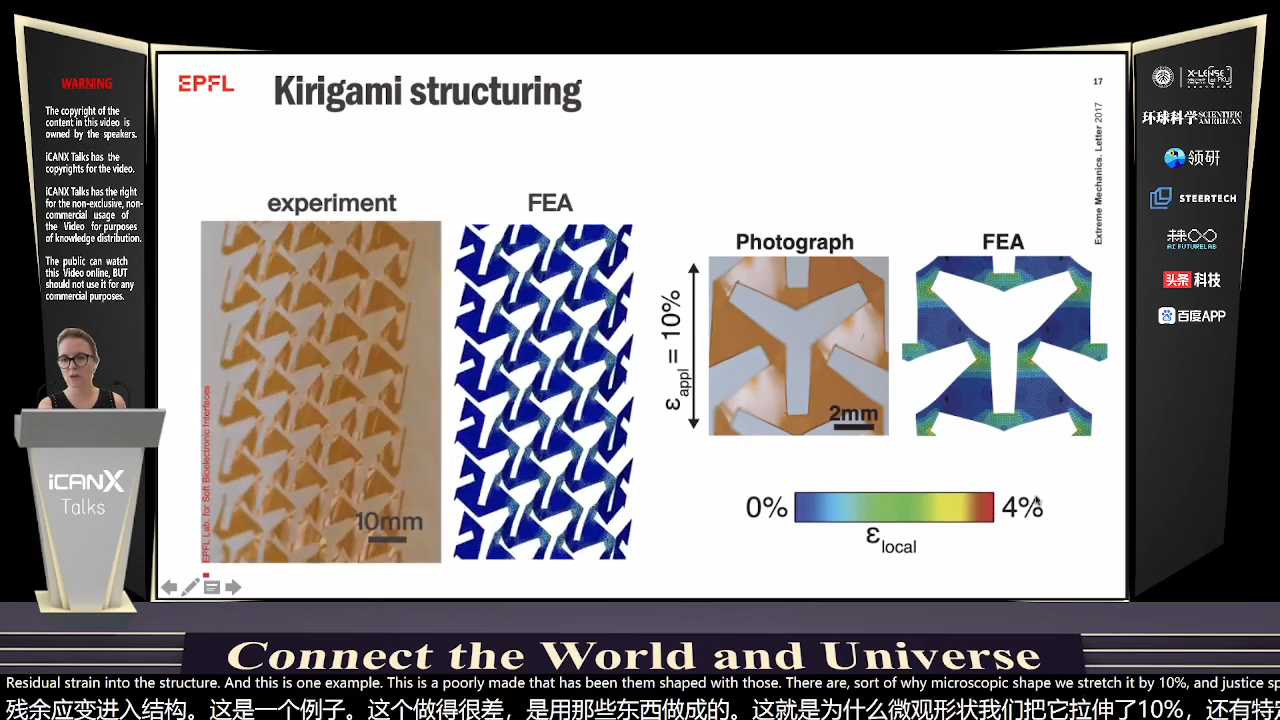 WARNING
The copyright of the
content in this video is
owned by the speakers.
iCANX Talks has the
copyrights for the video.
iCANX Talks has the right
for the non-exclusive, non-
commercial usage of
the Video for purposes
of knowledge distribution.
The public can watch
this Video online, BUT
should not use it for any
commercial purposes.
iCANX
Talks
EPFL
Kirigami structuring
17
Extreme Mechanics. Letter 2017
experiment
FEA
Photograph
FEA
εappl = 10%
2mm
10mm
EPFL Lab. for Soft Bioelectronic Interfaces
0%
4%
εlocal
环球科学 SCIENTIFIC AMERICAN
领研
STEERTECH
AI FUTURELAB
头条 科技
百度APP
Connect the World and Universe
Residual strain into the structure. And this is one example. This is a poorly made that has been them shaped with those. There are, sort of why microscopic shape we stretch it by 10%, and justice sp
残余应变进入结构。这是一个例子。这个做得很差，是用那些东西做成的。这就是为什么微观形状我们把它拉伸了10%，还有特